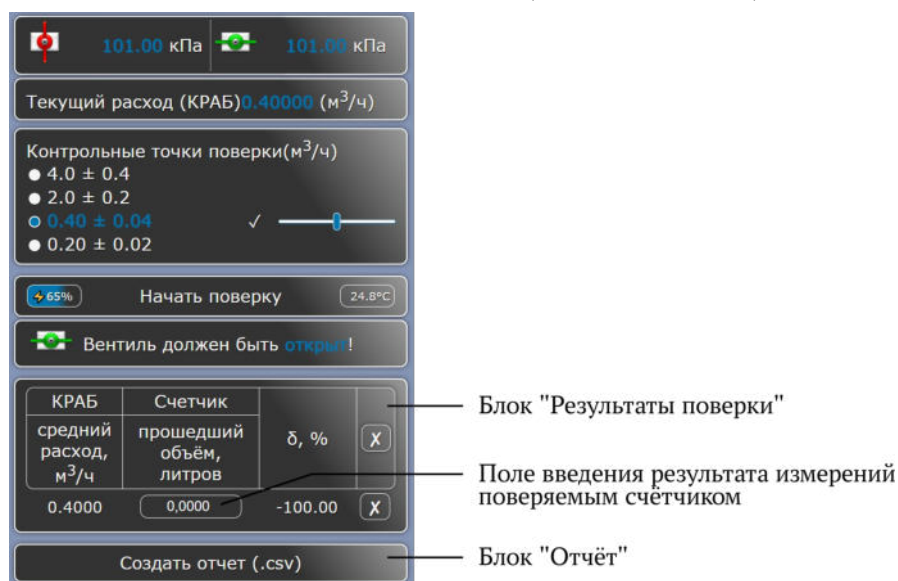 101.00 кПа 101.00 кПа
Текущий расход (КРАБ)0.40000 (м³/ч)
Контрольные точки поверки(м³/ч)
4.0 ± 0.4
2.0 ± 0.2
0.40 ± 0.04 ✓
0.20 ± 0.02
65% Начать поверку 24.8°C
Вентиль должен быть открыт!
КРАБ Счетчик
средний расход, м³/ч
прошедший объём, литров
δ, %
X
0.4000 0,0000 -100.00 X
Создать отчет (.csv)
Блок "Результаты поверки"
Поле введения результата измерений
поверяемым счётчиком
Блок "Отчёт"